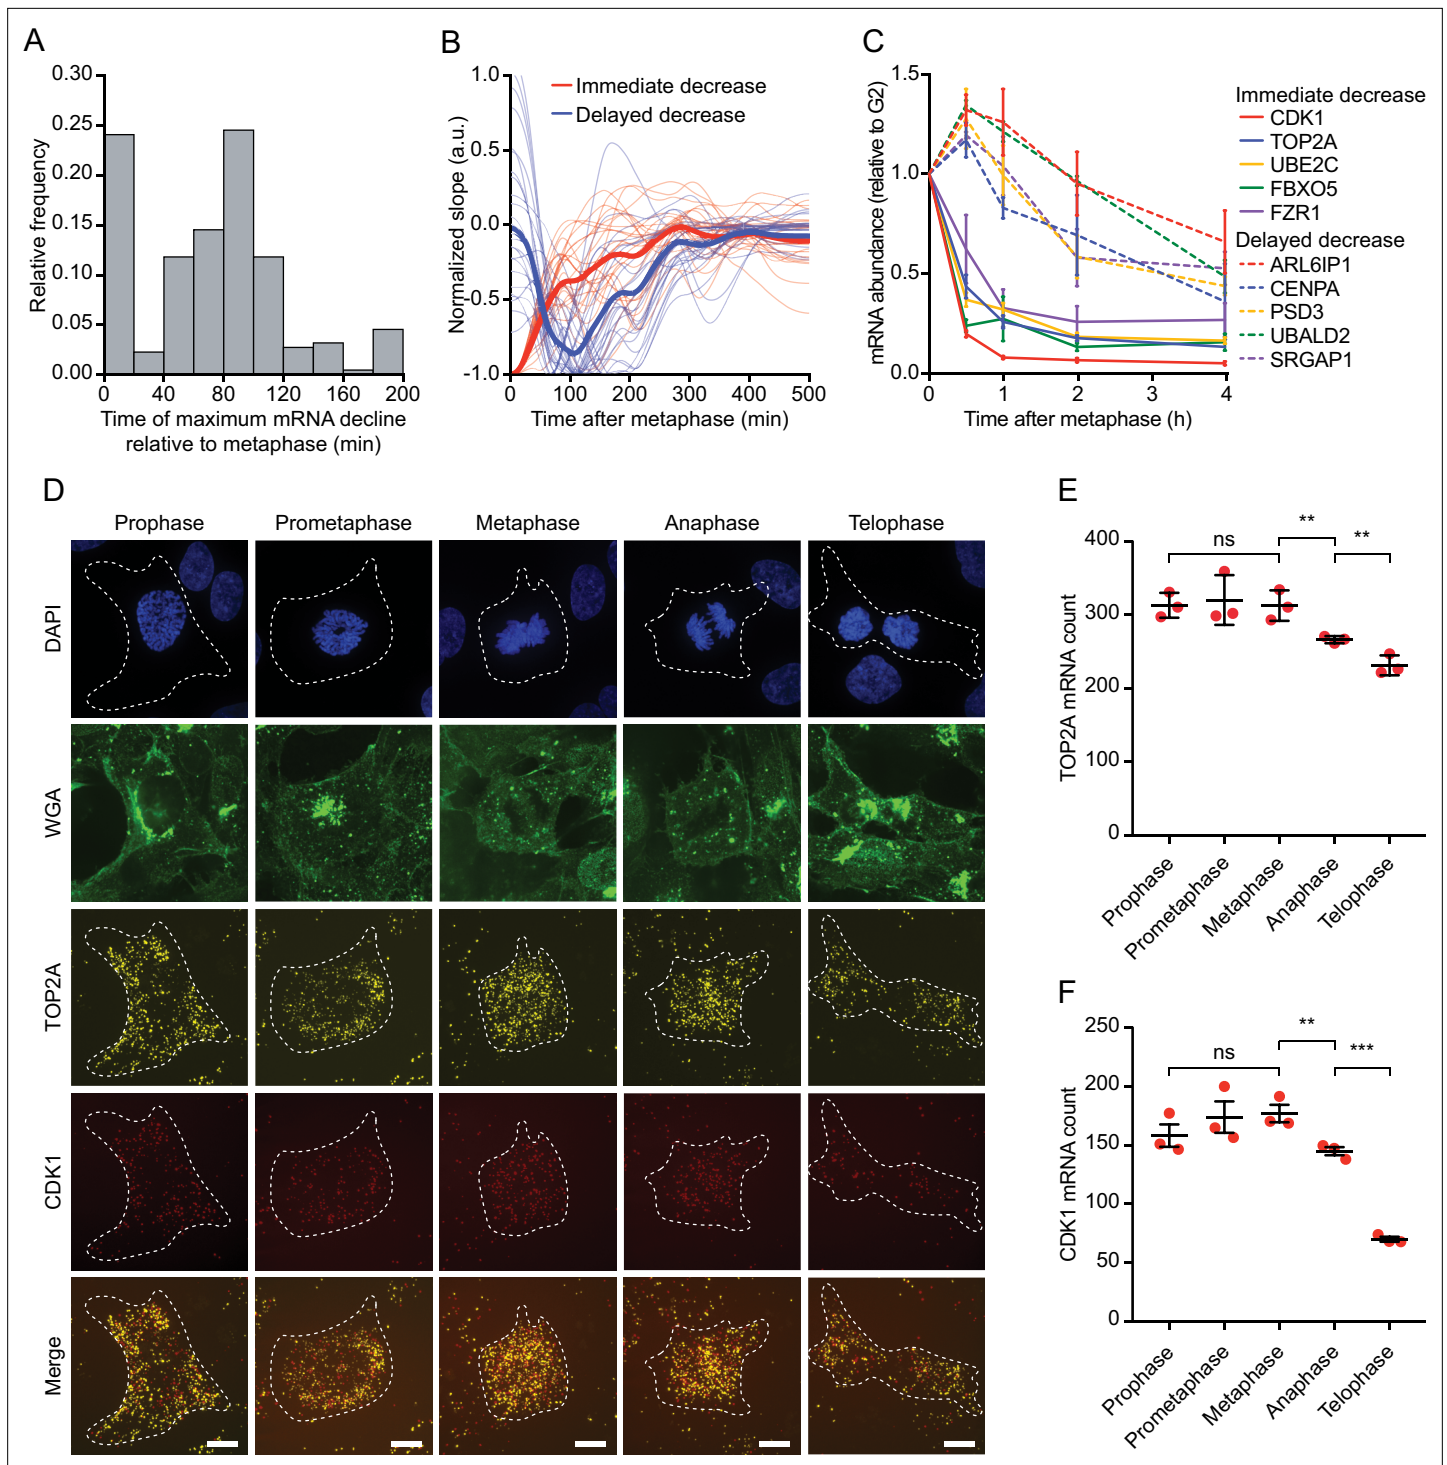 A
0.30
0.25
0.20
0.15
0.10
0.05
0.00
Relative frequency
0
40
80
120
160
200
Time of maximum mRNA decline
relative to metaphase (min)
B
1.0
0.5
0.0
-0.5
-1.0
Normalized slope (a.u.)
Immediate decrease
Delayed decrease
0
100
200
300
400
500
Time after metaphase (min)
C
1.5
1.0
0.5
0.0
mRNA abundance (relative to G2)
0
1
2
3
4
Time after metaphase (h)
Immediate decrease
CDK1
TOP2A
UBE2C
FBXO5
FZR1
Delayed decrease
ARL6IP1
CENPA
PSD3
UBALD2
SRGAP1
D
Prophase
Prometaphase
Metaphase
Anaphase
Telophase
DAPI
WGA
TOP2A
CDK1
Merge
E
400
300
200
100
0
TOP2A mRNA count
ns
**
**
Prophase
Prometaphase
Metaphase
Anaphase
Telophase
F
250
200
150
100
50
0
CDK1 mRNA count
ns
**
***
Prophase
Prometaphase
Metaphase
Anaphase
Telophase